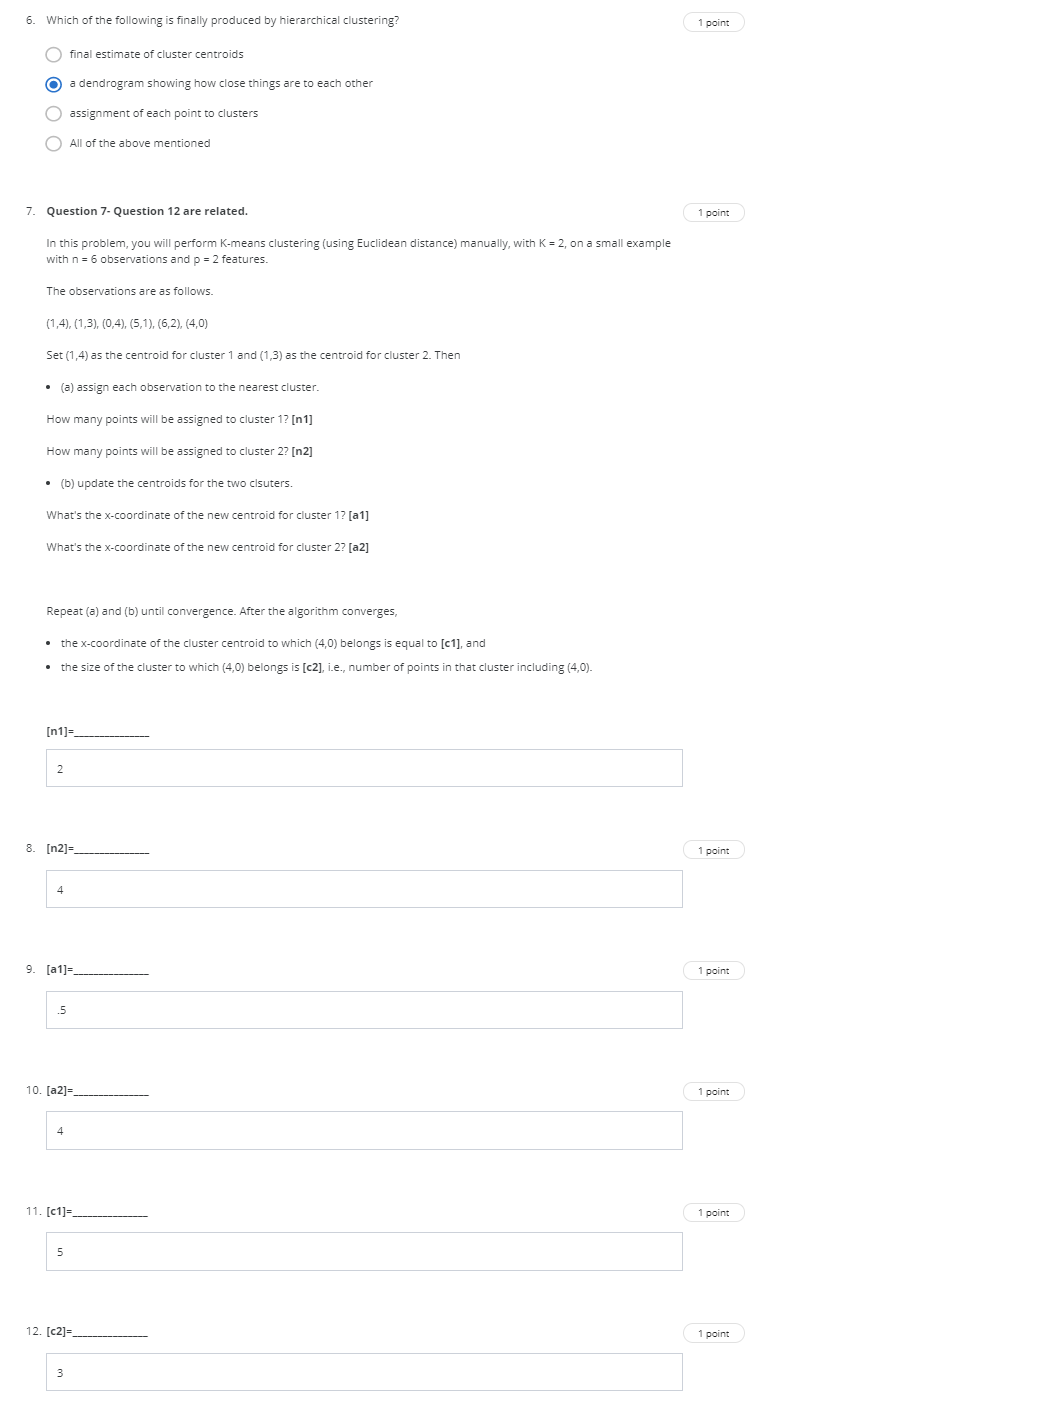 6. Which of the following is finally produced by hierarchical clustering?
1 point
final estimate of cluster centroids
a dendrogram showing how close things are to each other
assignment of each point to clusters
All of the above mentioned
7. Question 7- Question 12 are related.
1 point
In this problem, you will perform K-means clustering (using Euclidean distance) manually, with K = 2, on a small example
with n = 6 observations and p = 2 features.
The observations are as follows.
(1,4), (1,3), (0,4), (5,1), (6,2), (4,0)
Set (1,4) as the centroid for cluster 1 and (1,3) as the centroid for cluster 2. Then
• (a) assign each observation to the nearest cluster.
How many points will be assigned to cluster 1? [n1]
How many points will be assigned to cluster 2? [n2]
• (b) update the centroids for the two clsuters.
What's the x-coordinate of the new centroid for cluster 1? [a1]
What's the x-coordinate of the new centroid for cluster 2? [a2]
Repeat (a) and (b) until convergence. After the algorithm converges,
• the x-coordinate of the cluster centroid to which (4,0) belongs is equal to [c1], and
• the size of the cluster to which (4,0) belongs is [c2], i.e., number of points in that cluster including (4,0).
[n1]=_______________
2
8. [n2]=_______________
1 point
4
9. [a1]=_______________
1 point
.5
10. [a2]=_______________
1 point
4
11. [c1]=_______________
1 point
5
12. [c2]=_______________
1 point
3